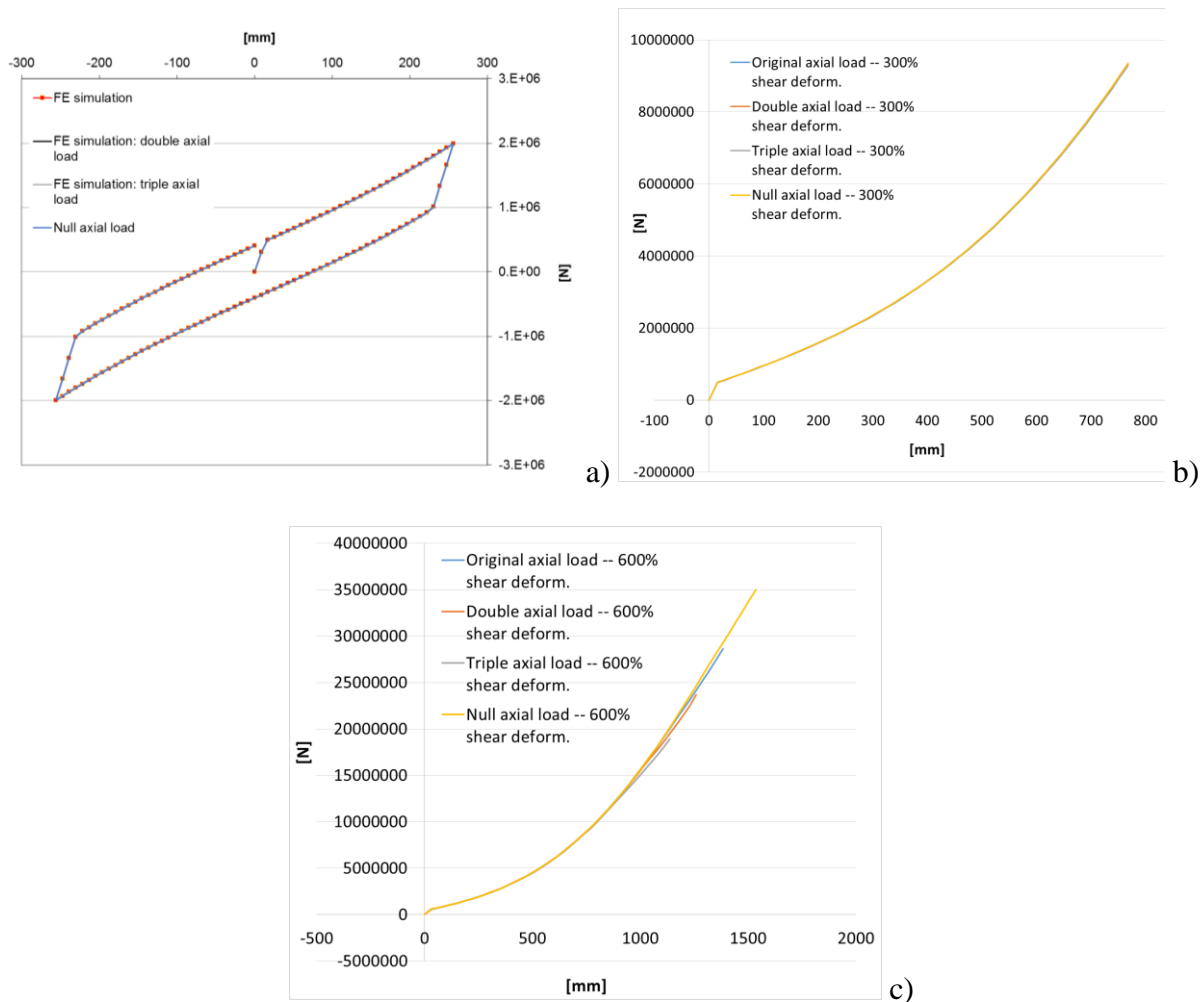 [mm]
-300 -200 -100 0 100 200 300
3.E+06
2.E+06
1.E+06
0.E+00
-1.E+06
-2.E+06
-3.E+06
[N]
FE simulation
FE simulation: double axial
load
FE simulation: triple axial
load
Null axial load
a)
10000000
8000000
6000000
4000000
2000000
0
-2000000
[N]
Original axial load -- 300%
shear deform.
Double axial load -- 300%
shear deform.
Triple axial load -- 300%
shear deform.
Null axial load -- 300%
shear deform.
-100 0 100 200 300 400 500 600 700 800
[mm]
b)
40000000
35000000
30000000
25000000
20000000
15000000
10000000
5000000
0
-5000000
[N]
Original axial load -- 600%
shear deform.
Double axial load -- 600%
shear deform.
Triple axial load -- 600%
shear deform.
Null axial load -- 600%
shear deform.
-500 0 500 1000 1500 2000
[mm]
c)